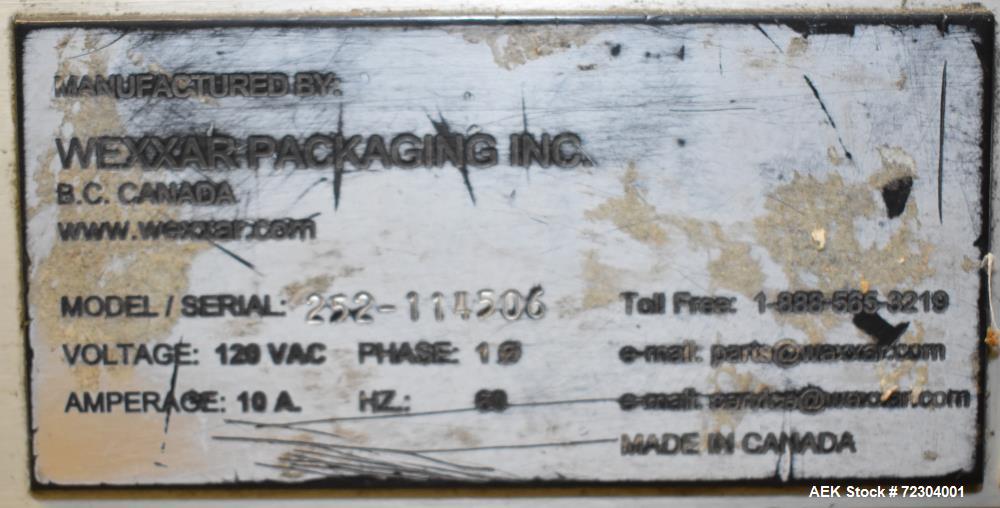 MANUFACTURED BY:
WEXXAR PACKAGING INC.
B.C. CANADA
www.wexxar.com
MODEL / SERIAL: 252-114506
Toll Free: 1-888-565-3219
VOLTAGE: 120 VAC PHASE: 1 Ø
e-mail: parts@wexxar.com
AMPERAGE: 10 A. HZ.: 60
e-mail: service@wexxar.com
MADE IN CANADA
AEK Stock # 72304001